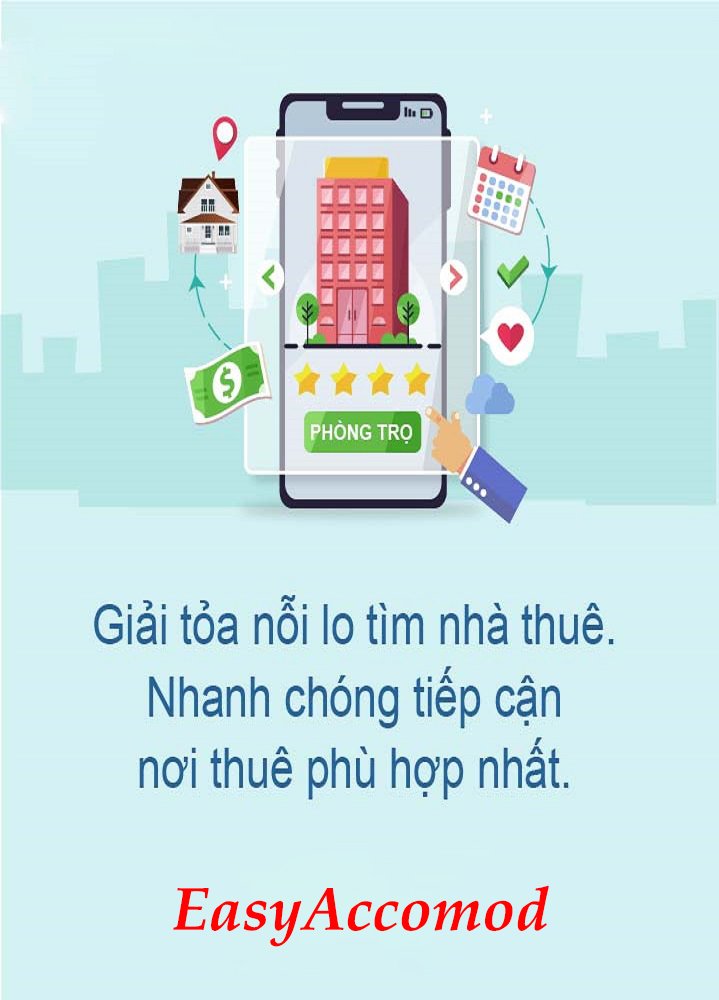 PHÒNG TRỌ
Giải tỏa nỗi lo tìm nhà thuê.
Nhanh chóng tiếp cận
nơi thuê phù hợp nhất.
EasyAccomod